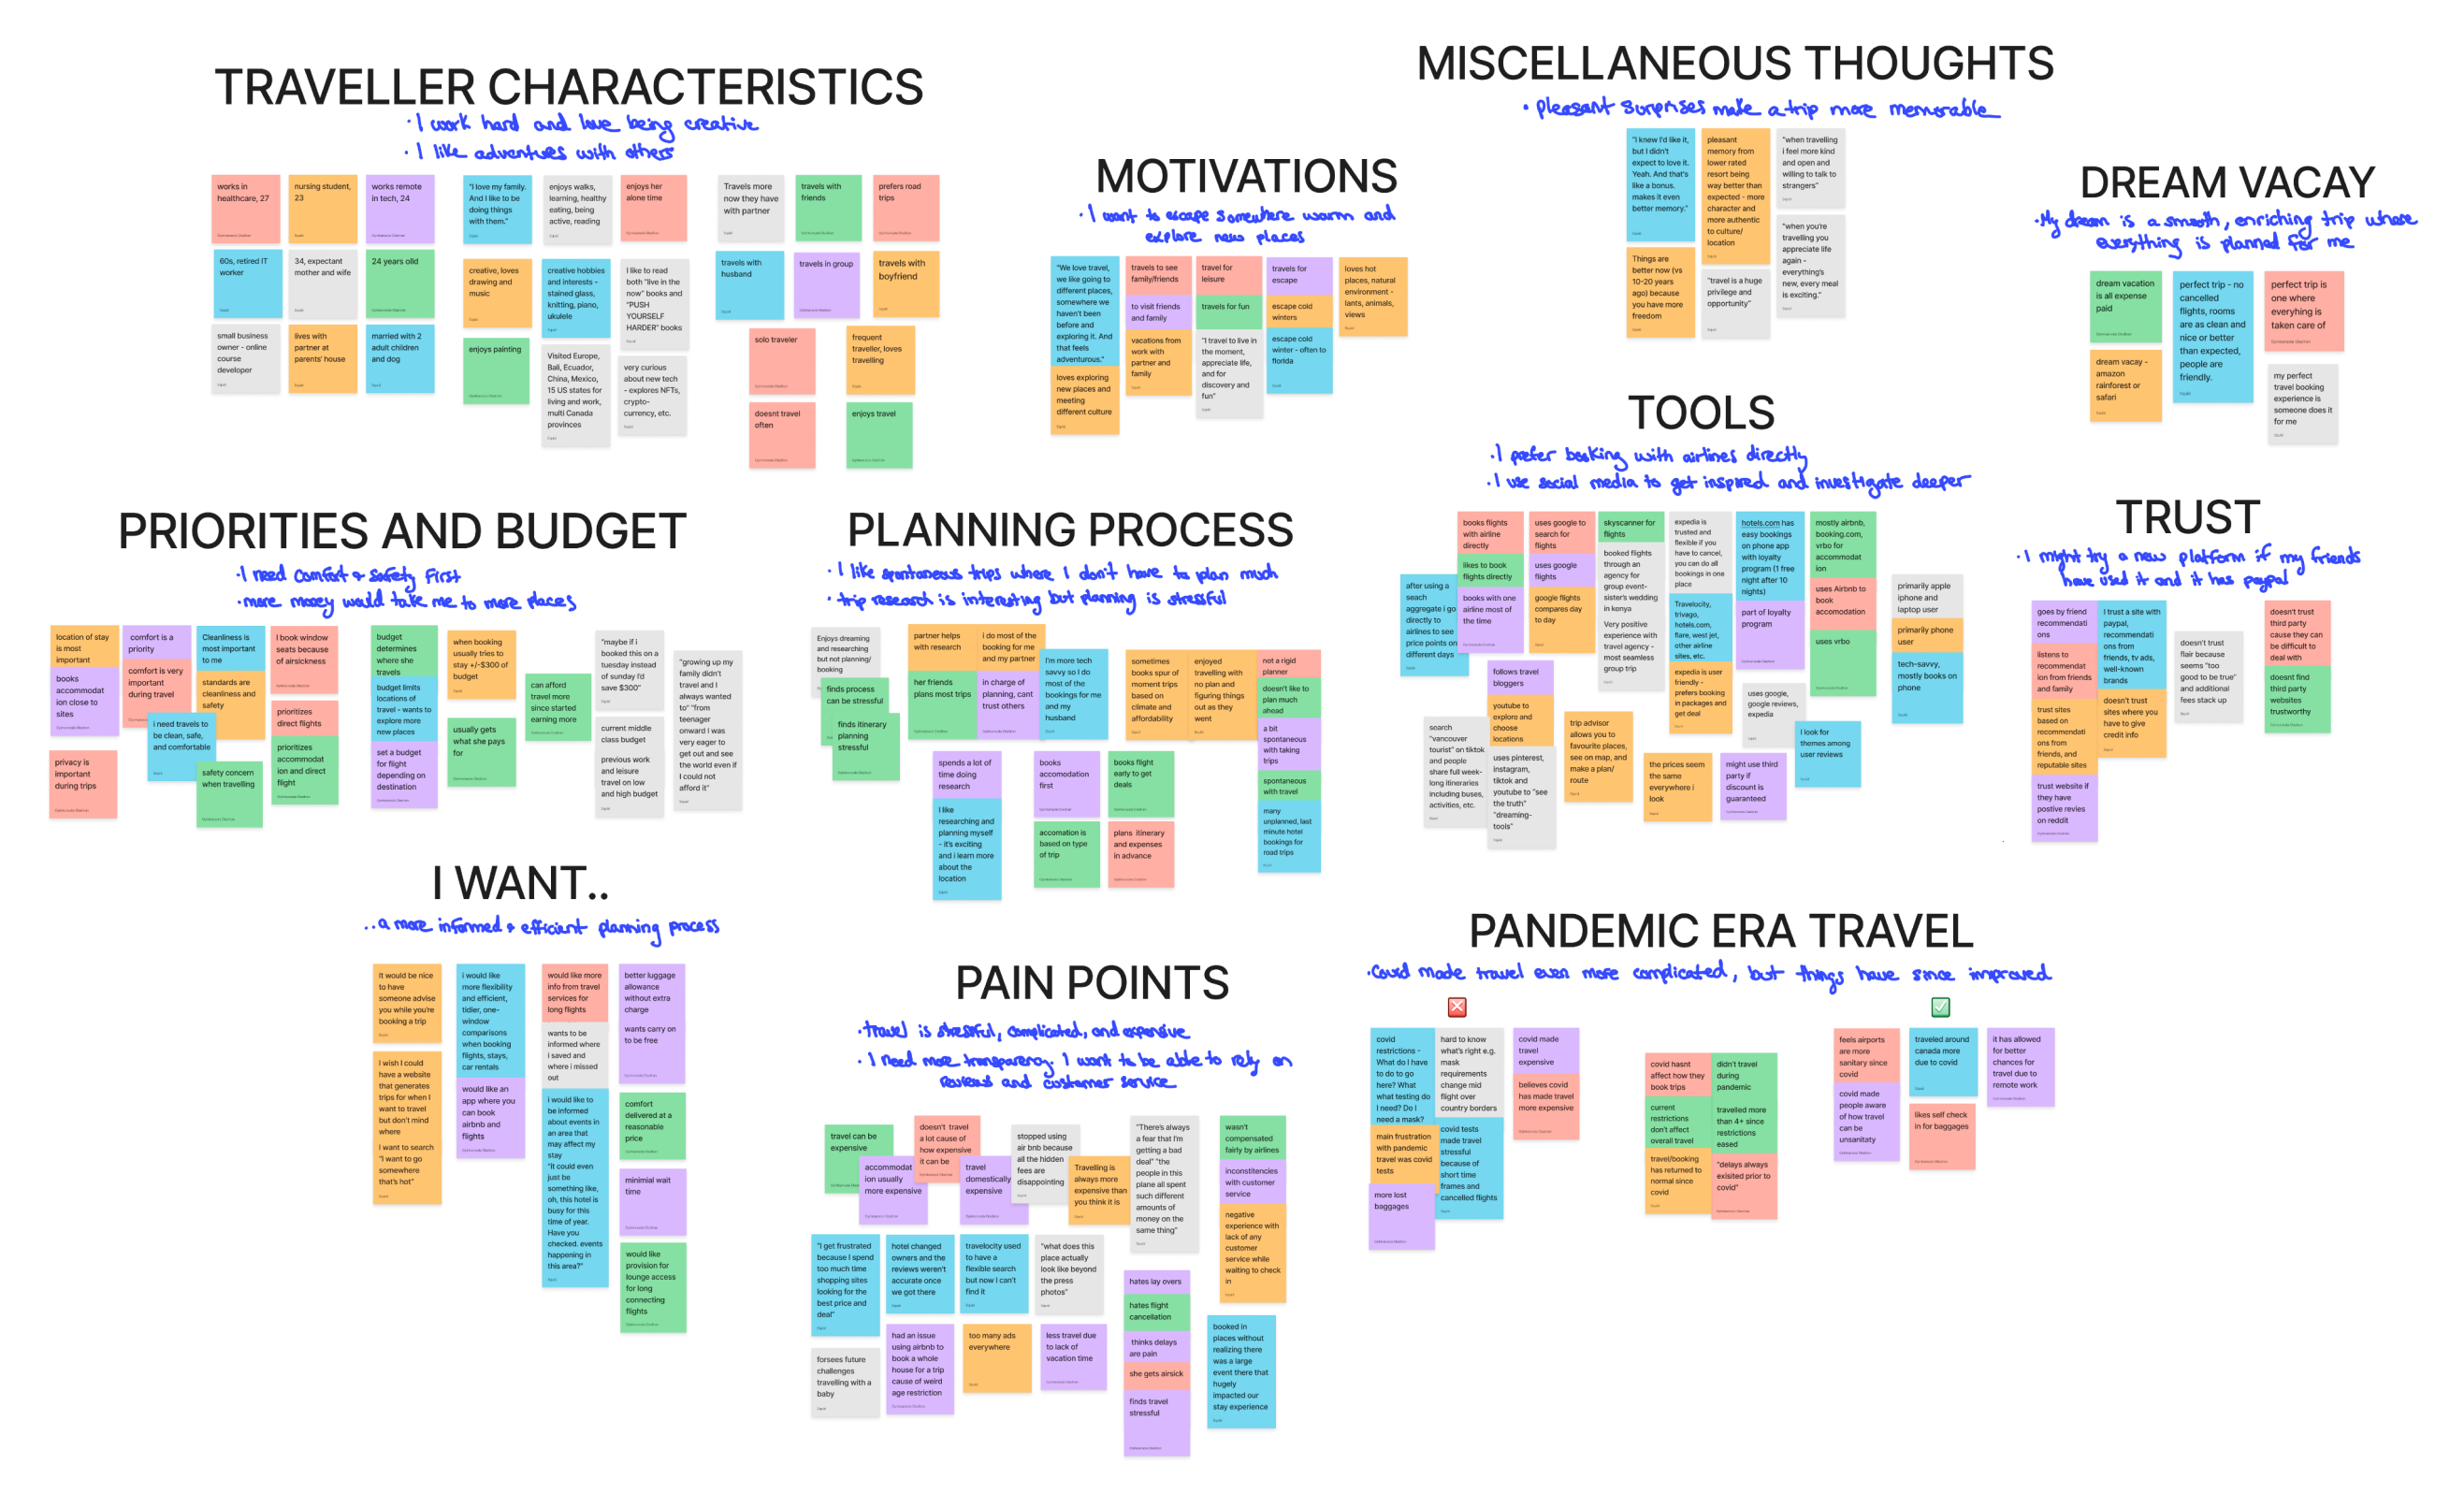 TRAVELLER CHARACTERISTICS
· I work hard and love being creative
· I like adventures with others
works in
healthcare, 27
nursing student,
23
works remote
in tech, 24
60s, retired IT
worker
34, expectant
mother and wife
24 years olld
small business
owner - online
course
developer
lives with
partner at
parents' house
married with 2
adult children
and dog
"I love my family.
And I like to be
doing things
with them."
enjoys walks,
learning, healthy
eating, being
active, reading
enjoys her
alone time
creative, loves
drawing and
music
creative hobbies
and interests -
stained glass,
knitting, piano,
ukulele
I like to read
both "live in the
now" books and
"PUSH
YOURSELF
HARDER" books
enjoys painting
Visited Europe,
Bali, Ecuador,
China, Mexico,
15 US states for
living and work,
multi Canada
provinces
very curious
about new tech
- explores NFTs,
crypto-
currency, etc.
Travels more
now they have
with partner
travels with
friends
prefers road
trips
travels with
husband
travels in group
travels with
boyfriend
solo traveler
frequent
traveller, loves
travelling
doesnt travel
often
enjoys travel
MOTIVATIONS
· I want to escape somewhere warm and
explore new places
"We love travel,
we like going to
different places,
somewhere we
haven't been
before and
exploring it. And
that feels
adventurous."
loves exploring
new places and
meeting
different culture
travels to see
family/friends
to visit friends
and family
vacations from
work with
partner and
family
travel for
leisure
travels for fun
"I travel to live in
the moment,
appreciate life,
and for
discovery and
fun"
travels for
escape
escape cold
winters
escape cold
winter - often to
florida
loves hot
places, natural
environment -
lants, animals,
views
MISCELLANEOUS THOUGHTS
· pleasant surprises make a trip more memorable
"I knew I'd like it,
but I didn't
expect to love it.
Yeah. And that's
like a bonus.
makes it even
better memory."
Things are
better now (vs
10-20 years
ago) because
you have more
freedom
pleasant
memory from
lower rated
resort being
way better than
expected - more
character and
more authentic
to culture/
location
"travel is a huge
privilege and
opportunity"
"when travelling
i feel more kind
and open and
willing to talk to
strangers"
"when you're
travelling you
appreciate life
again -
everything's
new, every meal
is exciting."
DREAM VACAY
· My dream is a smooth, enriching trip where
everything is planned for me
dream vacation
is all expense
paid
dream vacay -
amazon
rainforest or
safari
perfect trip - no
cancelled
flights, rooms
are as clean and
nice or better
than expected,
people are
friendly.
perfect trip is
one where
everyhing is
taken care of
my perfect
travel booking
experience is
someone does it
for me
PRIORITIES AND BUDGET
· I need comfort & safety first
· more money would take me to more places
location of stay
is most
important
books
accommodat
ion close to
sites
privacy is
important
during trips
comfort is a
priority
comfort is very
important
during travel
i need travels to
be clean, safe,
and comfortable
Cleanliness is
most important
to me
standards are
cleanliness and
safety
safety concern
when travelling
I book window
seats because
of airsickness
prioritizes
direct flights
prioritizes
accommodat
ion and direct
flight
budget
determines
where she
travels
budget limits
locations of
travel - wants to
explore more
new places
set a budget
for flight
depending on
destination
when booking
usually tries to
stay +/-$300 of
budget
usually gets
what she pays
for
can afford
travel more
since started
earning more
"maybe if i
booked this on a
tuesday instead
of sunday I'd
save $300"
current middle
class budget
previous work
and leisure
travel on low
and high budget
"growing up my
family didn't
travel and I
always wanted
to" "from
teenager
onward I was
very eager to
get out and see
the world even if
I could not
afford it"
PLANNING PROCESS
· I like spontaneous trips where I don't have to plan much
· trip research is interesting but planning is stressful
Enjoys dreaming
and researching
but not planning/
booking
finds process
can be stressful
finds itinerary
planning
stressful
partner helps
with research
her friends
plans most trips
i do most of the
booking for me
and my partner
in charge of
planning, cant
trust others
I'm more tech
savvy so I do
most of the
bookings for me
and my
husband
sometimes
books spur of
moment trips
based on
climate and
affordability
enjoyed
travelling with
no plan and
figuring things
out as they
went
not a rigid
planner
doesn't like to
plan much
ahead
a bit
spontaneous
with taking
trips
spontaneous
with travel
many
unplanned, last
minute hotel
bookings for
road trips
spends a lot of
time doing
research
I like
researching and
planning myself
- it's exciting
and i learn more
about the
location
books
accomodation
first
accomation is
based on type
of trip
books flight
early to get
deals
plans itinerary
and expenses
in advance
TOOLS
· I prefer booking with airlines directly
· I use social media to get inspired and investigate deeper
after using a
seach
aggregate i go
directly to
airlines to see
price points on
different days
books flights
with airline
directly
likes to book
flights directly
books with one
airline most of
the time
uses google to
search for
flights
uses google
flights
google flights
compares day
to day
skyscanner for
flights
booked flights
through an
agency for
group event-
sister's wedding
in kenya
Very positive
experience with
travel agency -
most seamless
group trip
expedia is
trusted and
flexible if you
have to cancel,
you can do all
bookings in one
place
Travelocity,
trivago,
hotels.com,
flare, west jet,
other airline
sites, etc.
expedia is user
friendly -
prefers booking
in packages and
get deal
hotels.com has
easy bookings
on phone app
with loyalty
program (1 free
night after 10
nights)
part of loyalty
program
mostly airbnb,
booking.com,
vrbo for
accommodat
ion
uses Airbnb to
book
accomodation
uses vrbo
primarily apple
iphone and
laptop user
primarily phone
user
tech-savvy,
mostly books on
phone
follows travel
bloggers
youtube to
explore and
choose
locations
search
"vancouver
tourist" on tiktok
and people
share full week-
long itineraries
including buses,
activities, etc.
uses pinterest,
instagram,
tiktok and
youtube to "see
the truth"
"dreaming-
tools"
trip advisor
allows you to
favourite places,
see on map, and
make a plan/
route
the prices seem
the same
everywhere i
look
uses google,
google reviews,
expedia
might use third
party if
discount is
guaranteed
I look for
themes among
user reviews
TRUST
· I might try a new platform if my friends
have used it and it has paypal
goes by friend
recommendati
ons
listens to
recommendat
ion from friends
and family
trust sites
based on
recommendati
ons from
friends, and
reputable sites
trust website if
they have
postive revies
on reddit
I trust a site with
paypal,
recommendati
ons from
friends, tv ads,
well-known
brands
doesn't trust
sites where you
have to give
credit info
doesn't trust
flair because
seems "too
good to be true"
and additional
fees stack up
doesn't trust
third party
cause they can
be difficult to
deal with
doesnt find
third party
websites
trustworthy
I WANT..
..a more informed & efficient planning process
It would be nice
to have
someone advise
you while you're
booking a trip
I wish I could
have a website
that generates
trips for when I
want to travel
but don't mind
where
I want to search
"I want to go
somewhere
that's hot"
i would like
more flexibility
and efficient,
tidier, one-
window
comparisons
when booking
flights, stays,
car rentals
would like an
app where you
can book
airbnb and
flights
would like more
info from travel
services for
long flights
wants to be
informed where
i saved and
where i missed
out
i would like to
be informed
about events in
an area that
may affect my
stay
"It could even
just be
something like,
oh, this hotel is
busy for this
time of year.
Have you
checked. events
happening in
this area?"
better luggage
allowance
without extra
charge
wants carry on
to be free
comfort
delivered at a
reasonable
price
minimial wait
time
would like
provision for
lounge access
for long
connecting
flights
PAIN POINTS
· travel is stressful, complicated, and expensive
· I need more transparency. I want to be able to rely on
reviews and customer service
travel can be
expensive
accommodat
ion usually
more expensive
doesn't travel
a lot cause of
how expensive
it can be
travel
domestically
expensive
stopped using
air bnb because
all the hidden
fees are
disappointing
Travelling is
always more
expensive than
you think it is
"There's always
a fear that I'm
getting a bad
deal" "the
people in this
plane all spent
such different
amounts of
money on the
same thing"
wasn't
compensated
fairly by airlines
inconstitencies
with customer
service
negative
experience with
lack of any
customer
service while
waiting to check
in
"I get frustrated
because I spend
too much time
shopping sites
looking for the
best price and
deal"
hotel changed
owners and the
reviews weren't
accurate once
we got there
travelocity used
to have a
flexible search
but now I can't
find it
"what does this
place actually
look like beyond
the press
photos"
hates lay overs
hates flight
cancellation
thinks delays
are pain
she gets airsick
finds travel
stressful
booked in
places without
realizing there
was a large
event there that
hugely
impacted our
stay experience
forsees future
challenges
travelling with a
baby
had an issue
using airbnb to
book a whole
house for a trip
cause of weird
age restriction
too many ads
everywhere
less travel due
to lack of
vacation time
PANDEMIC ERA TRAVEL
· Covid made travel even more complicated, but things have since improved
covid
restrictions -
What do I have
to do to go
here? What
what testing do
I need? Do I
need a mask?
main frustration
with pandemic
travel was covid
tests
more lost
baggages
hard to know
what's right e.g.
mask
requirements
change mid
flight over
country borders
covid tests
made travel
stressful
because of
short time
frames and
cancelled flights
covid made
travel
expensive
believes covid
has made travel
more expensive
covid hasnt
affect how they
book trips
current
restrictions
don't affect
overall travel
travel/booking
has returned to
normal since
covid
didn't travel
during
pandemic
travelled more
than 4+ since
restrictions
eased
"delays always
exisited prior to
covid"
feels airports
are more
sanitary since
covid
covid made
people aware
of how travel
can be
unsanitaty
traveled around
canada more
due to covid
likes self check
in for baggages
it has allowed
for better
chances for
travel due to
remote work